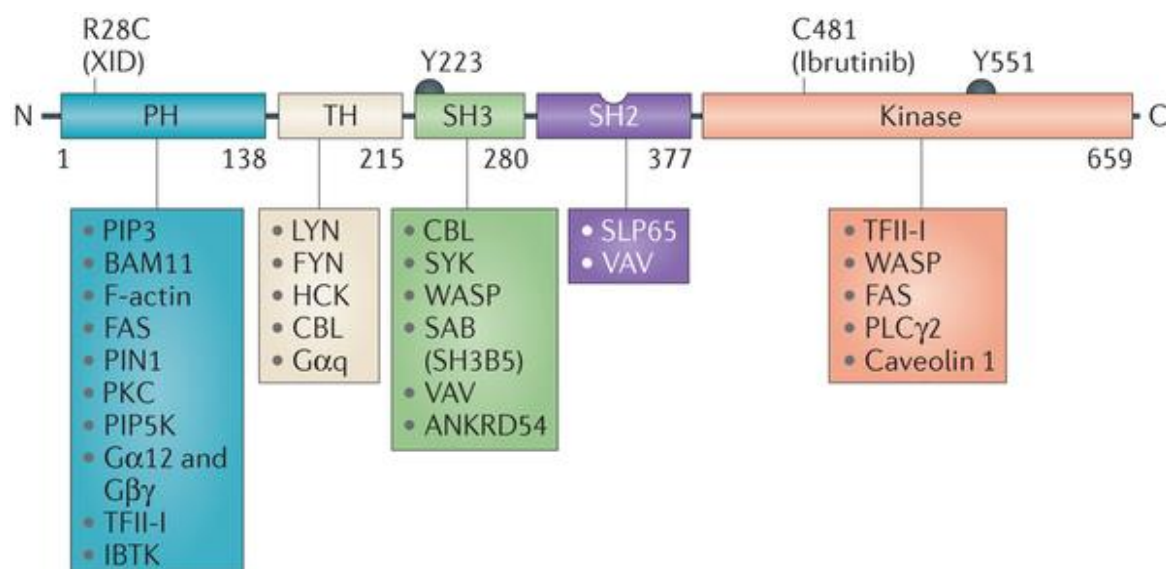 R28C
(XID)
Y223
C481
(Ibrutinib)
Y551
N PH TH SH3 SH2 Kinase C
1 138 215 280 377 659
• PIP3
• BAM11
• F-actin
• FAS
• PIN1
• PKC
• PIP5K
• Gα12 and
Gβγ
• TFII-I
• IBTK
• LYN
• FYN
• HCK
• CBL
• Gαq
• CBL
• SYK
• WASP
• SAB
(SH3B5)
• VAV
• ANKRD54
• SLP65
• VAV
• TFII-I
• WASP
• FAS
• PLCγ2
• Caveolin 1